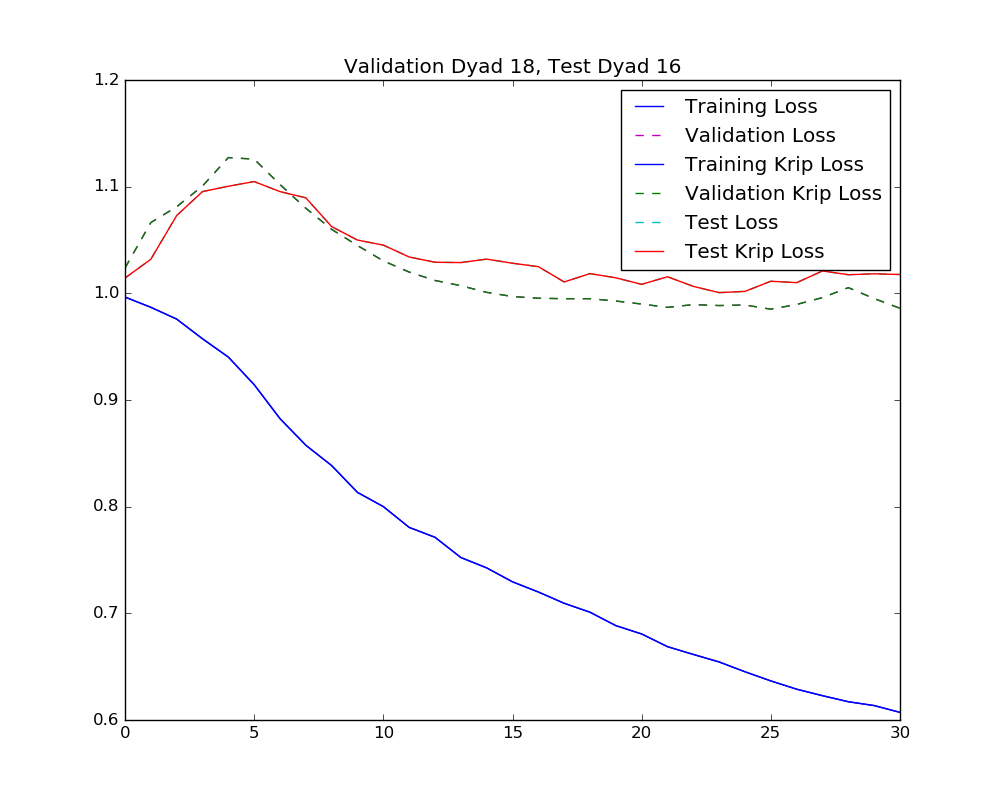 Validation Dyad 18, Test Dyad 16
1.2
Training Loss
Validation Loss
Training Krip Loss
Validation Krip Loss
Test Loss
Test Krip Loss
1.1
1.0
0.9
0.8
0.7
0.6
0 5 10 15 20 25 30